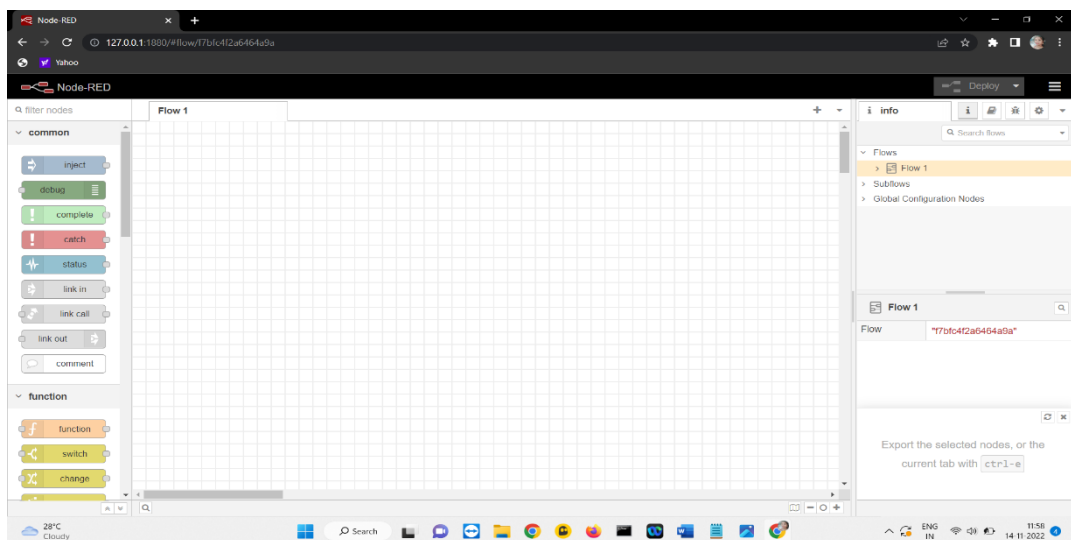 Node-RED
127.0.0.1:1880/#flow/f7bfc4f2a6464a9a
Yahoo
Node-RED
Deploy
filter nodes
Flow 1
info
i
common
Search flows
inject
Flows
Flow 1
debug
Subflows
Global Configuration Nodes
complete
catch
status
link in
link call
Flow 1
link out
Flow
"f7bfc4f2a6464a9a"
comment
function
function
Export the selected nodes, or the
switch
current tab with ctrl-e
change
28°C
Cloudy
Search
ENG
IN
11:58
14-11-2022
4